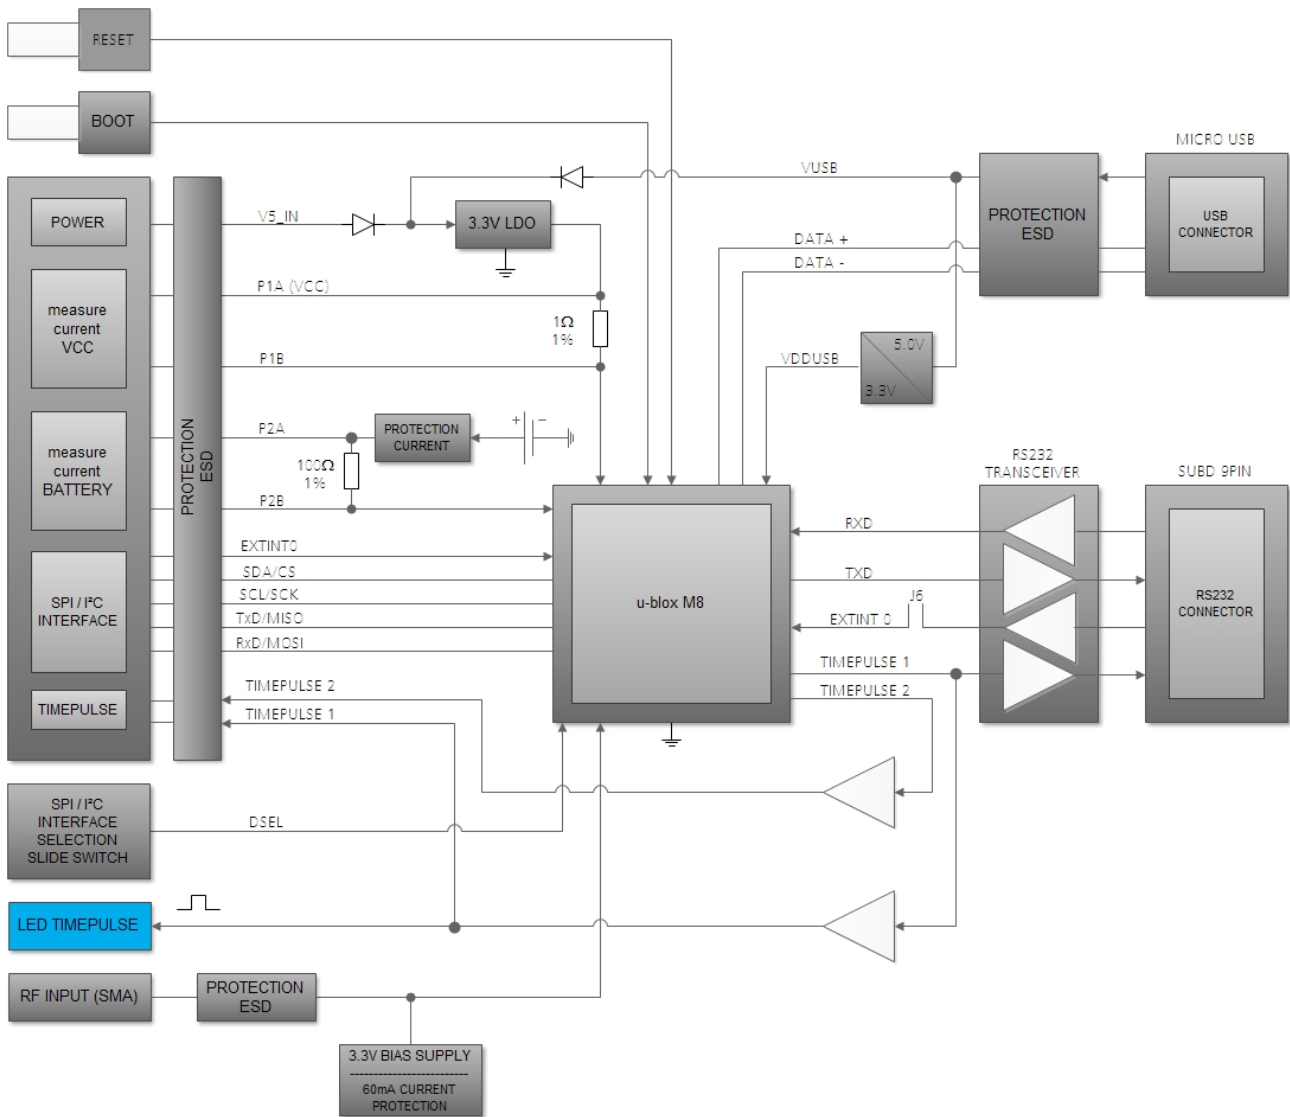 RESET
BOOT
MICRO USB
VUSB
POWER
V5_IN
3.3V LDO
PROTECTION
ESD
USB
CONNECTOR
DATA +
DATA -
P1A (VCC)
measure
current
VCC
1Ω
1%
P1B
VDDUSB
5.0V
3.3V
PROTECTION
ESD
P2A
PROTECTION
CURRENT
+
−
measure
current
BATTERY
100Ω
1%
P2B
RS232
TRANSCEIVER
SUBD 9PIN
RXD
TXD
J6
EXTINT 0
TIMEPULSE 1
TIMEPULSE 2
RS232
CONNECTOR
u-blox M8
EXTINT0
SDA/CS
SCL/SCK
TxD/MISO
RxD/MOSI
SPI / I²C
INTERFACE
TIMEPULSE 2
TIMEPULSE 1
TIMEPULSE
SPI / I²C
INTERFACE
SELECTION
SLIDE SWITCH
DSEL
LED TIMEPULSE
RF INPUT (SMA)
PROTECTION
ESD
3.3V BIAS SUPPLY
-------------------------
60mA CURRENT
PROTECTION